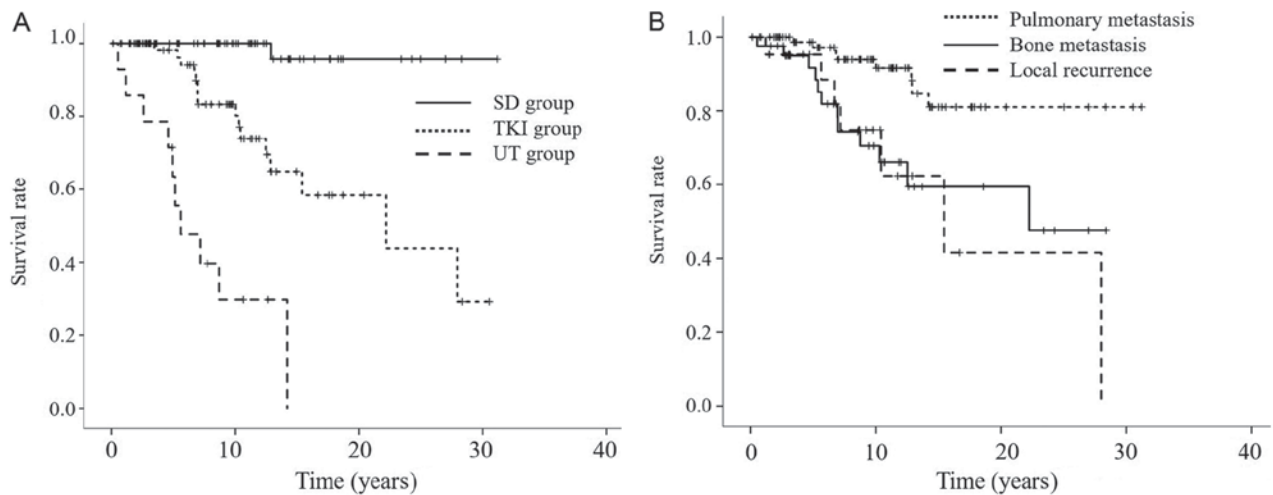 A
1.0
0.8
0.6
0.4
0.2
0.0
Survival rate
SD group
TKI group
UT group
0
10
20
30
40
Time (years)
B
1.0
0.8
0.6
0.4
0.2
0.0
Survival rate
Pulmonary metastasis
Bone metastasis
Local recurrence
0
10
20
30
40
Time (years)